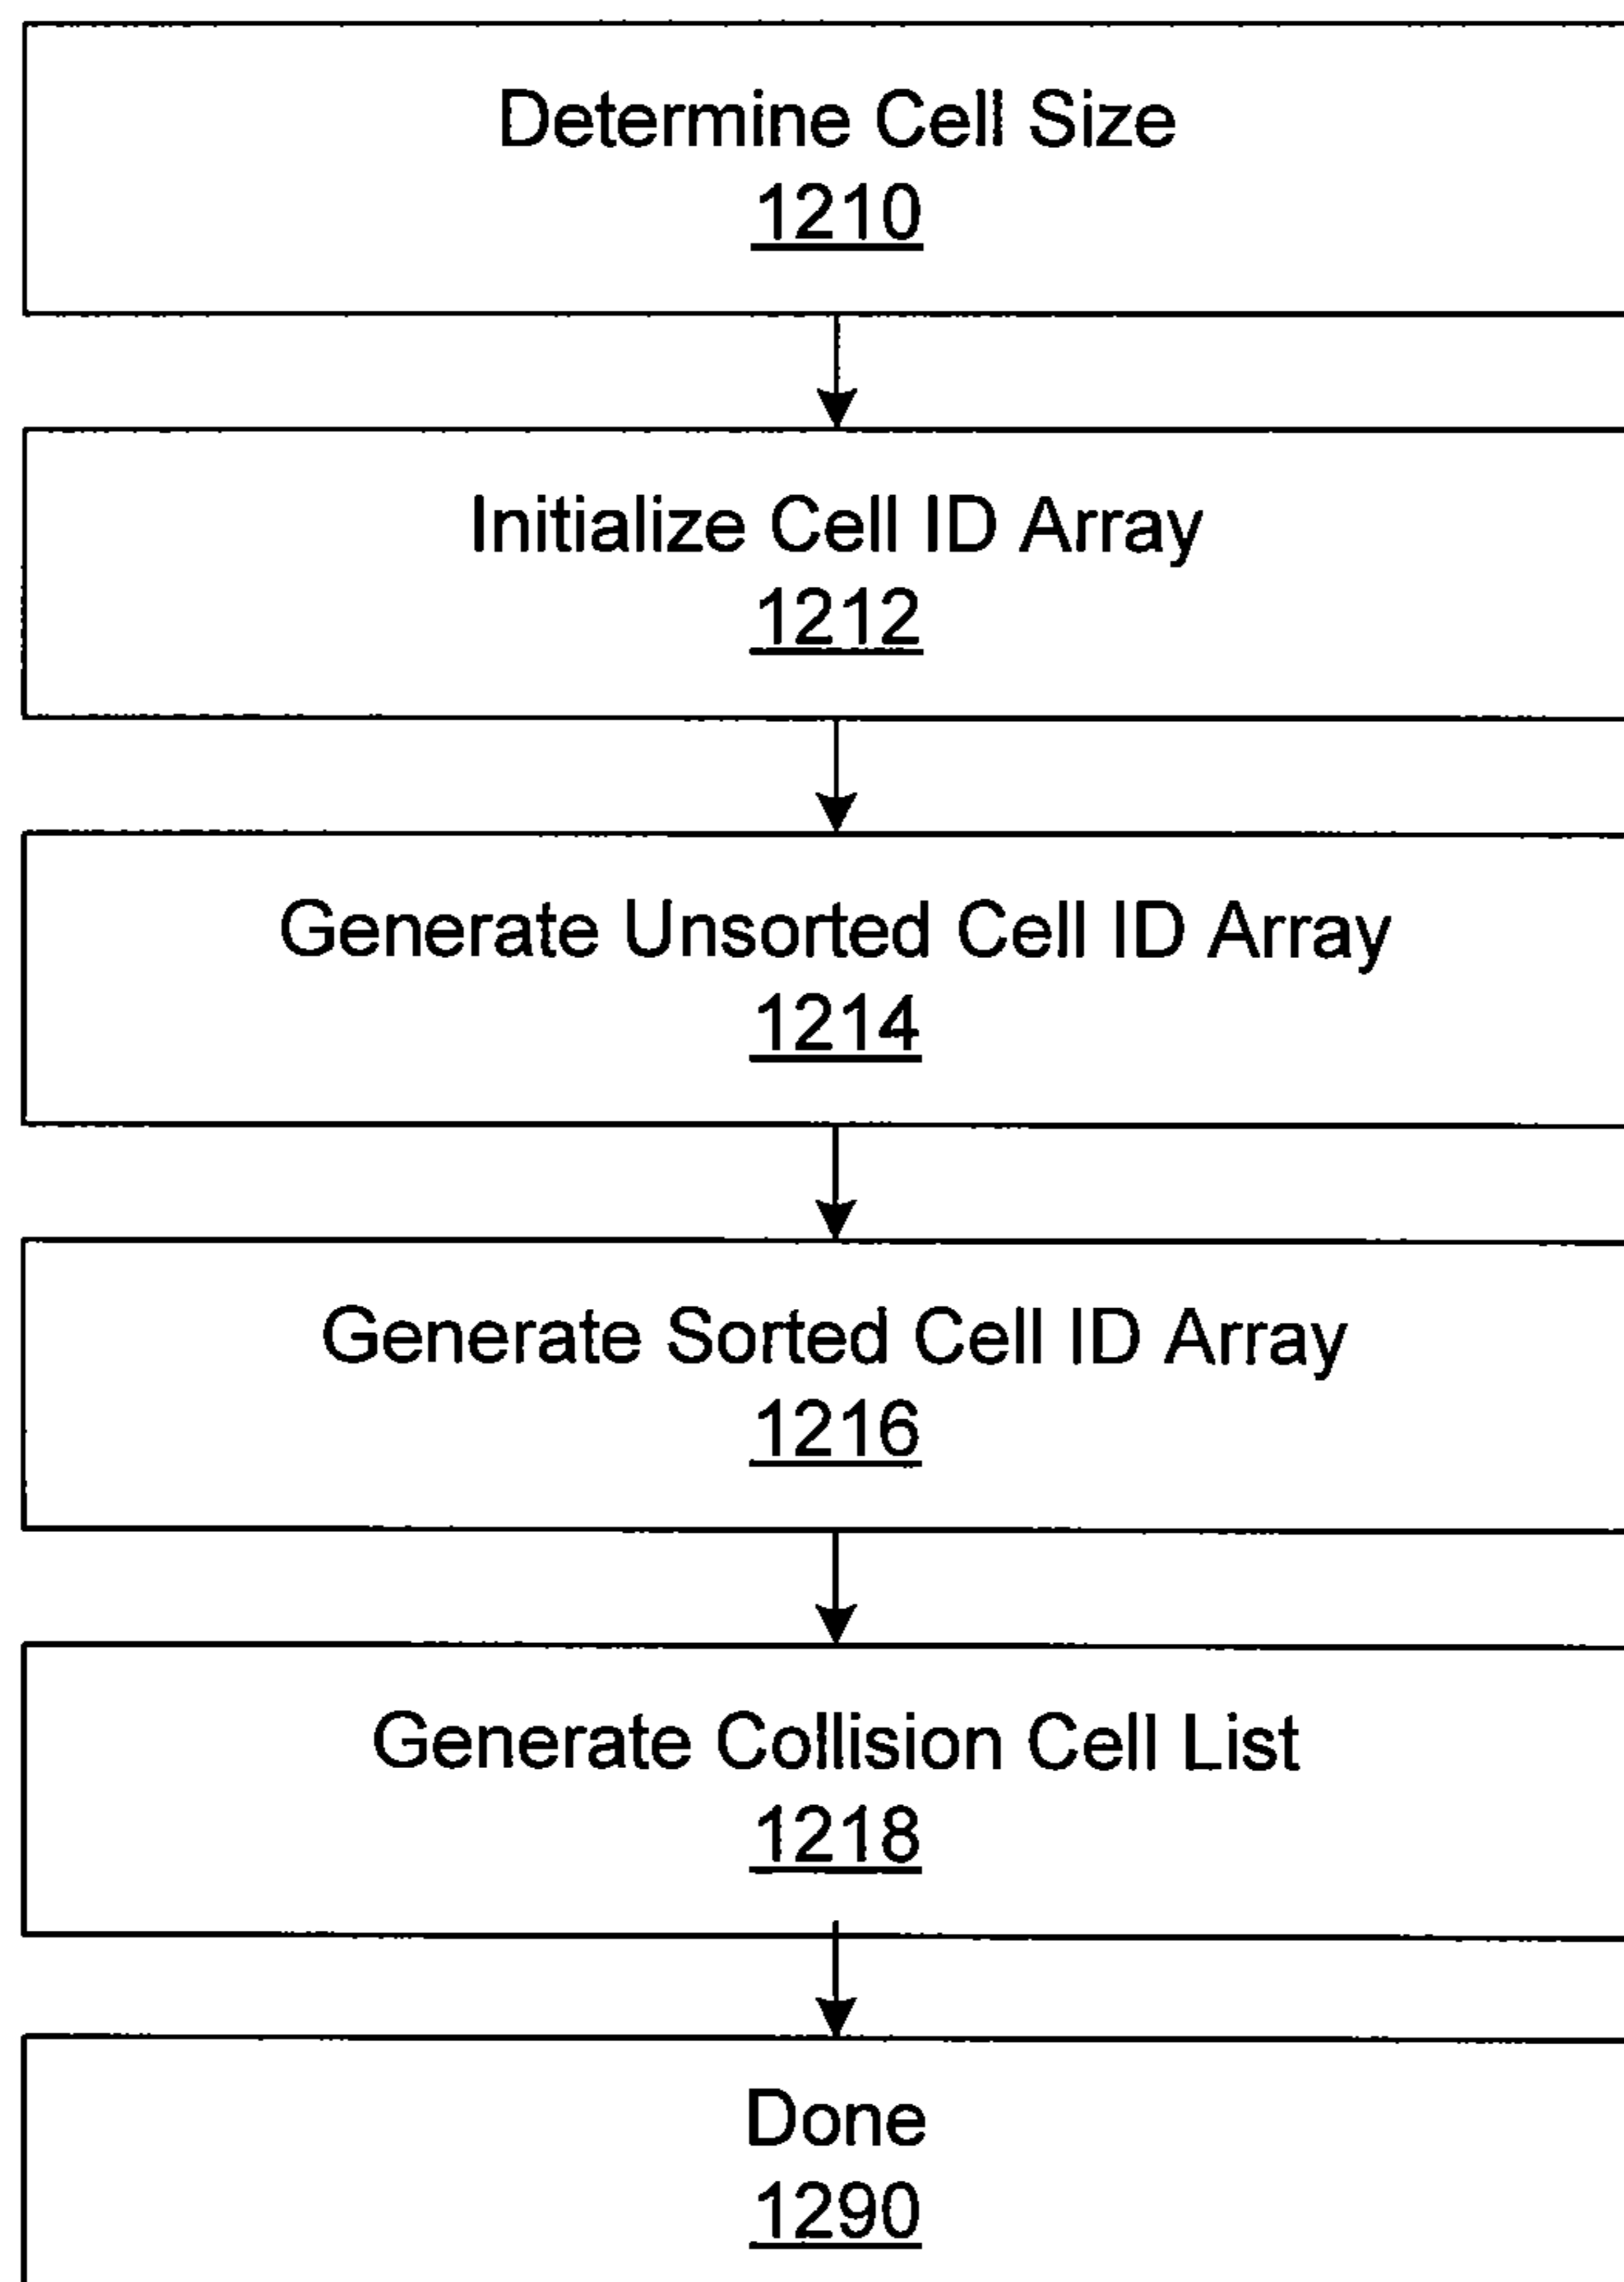 Determine Cell Size
1210
Initialize Cell ID Array
1212
Generate Unsorted Cell ID Array
1214
Generate Sorted Cell ID Array
1216
Generate Collision Cell List
1218
Done
1290